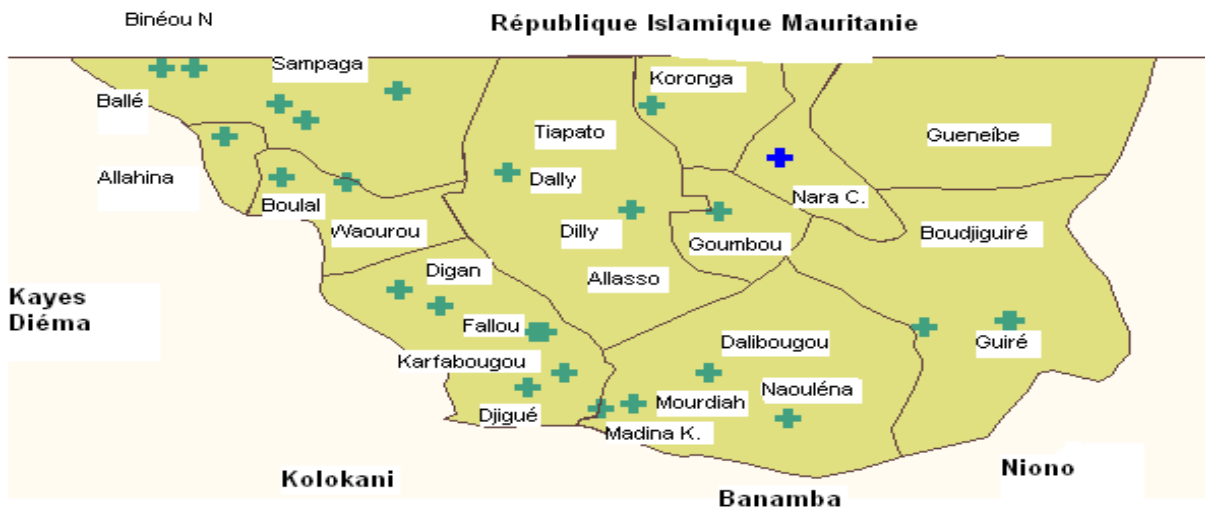 Binéou N
République Islamique Mauritanie
Sampaga
Koronga
Ballé
Tiapato
Gueneíbe
Allahina
Dally
Boulal
Nara C.
Waourou
Dilly
Goumbou
Boudjiguiré
Digan
Allasso
Kayes
Diéma
Fallou
Dalibougou
Guiré
Karfabougou
Naouléna
Mourdiah
Djigué
Madina K.
Kolokani
Niono
Banamba